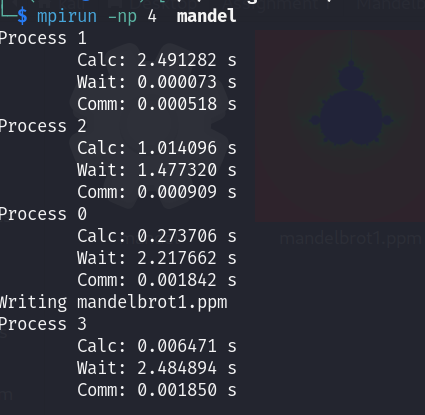 $ mpirun -np 4 mandel
Process 1
Calc: 2.491282 s
Wait: 0.000073 s
Comm: 0.000518 s
Process 2
Calc: 1.014096 s
Wait: 1.477320 s
Comm: 0.000909 s
Process 0
Calc: 0.273706 s
Wait: 2.217662 s
Comm: 0.001842 s
mandelbrot1.ppm
Writing mandelbrot1.ppm
Process 3
Calc: 0.006471 s
Wait: 2.484894 s
Comm: 0.001850 s